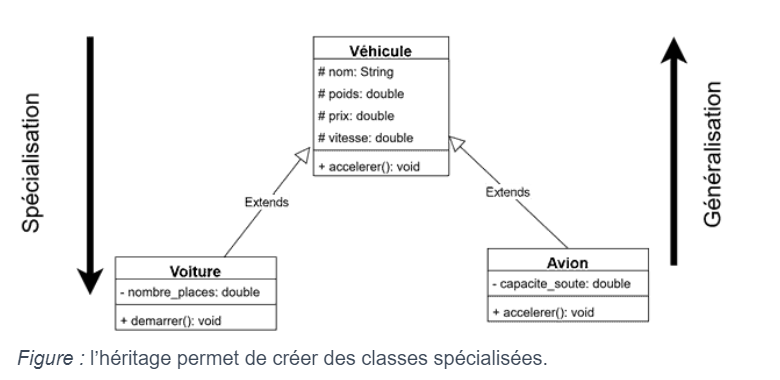 Spécialisation
Véhicule
# nom: String
# poids: double
# prix: double
# vitesse: double
+ accelerer(): void
Généralisation
Extends
Extends
Voiture
- nombre_places: double
+ demarrer(): void
Avion
- capacite_soute: double
+ accelerer(): void
Figure : l’héritage permet de créer des classes spécialisées.